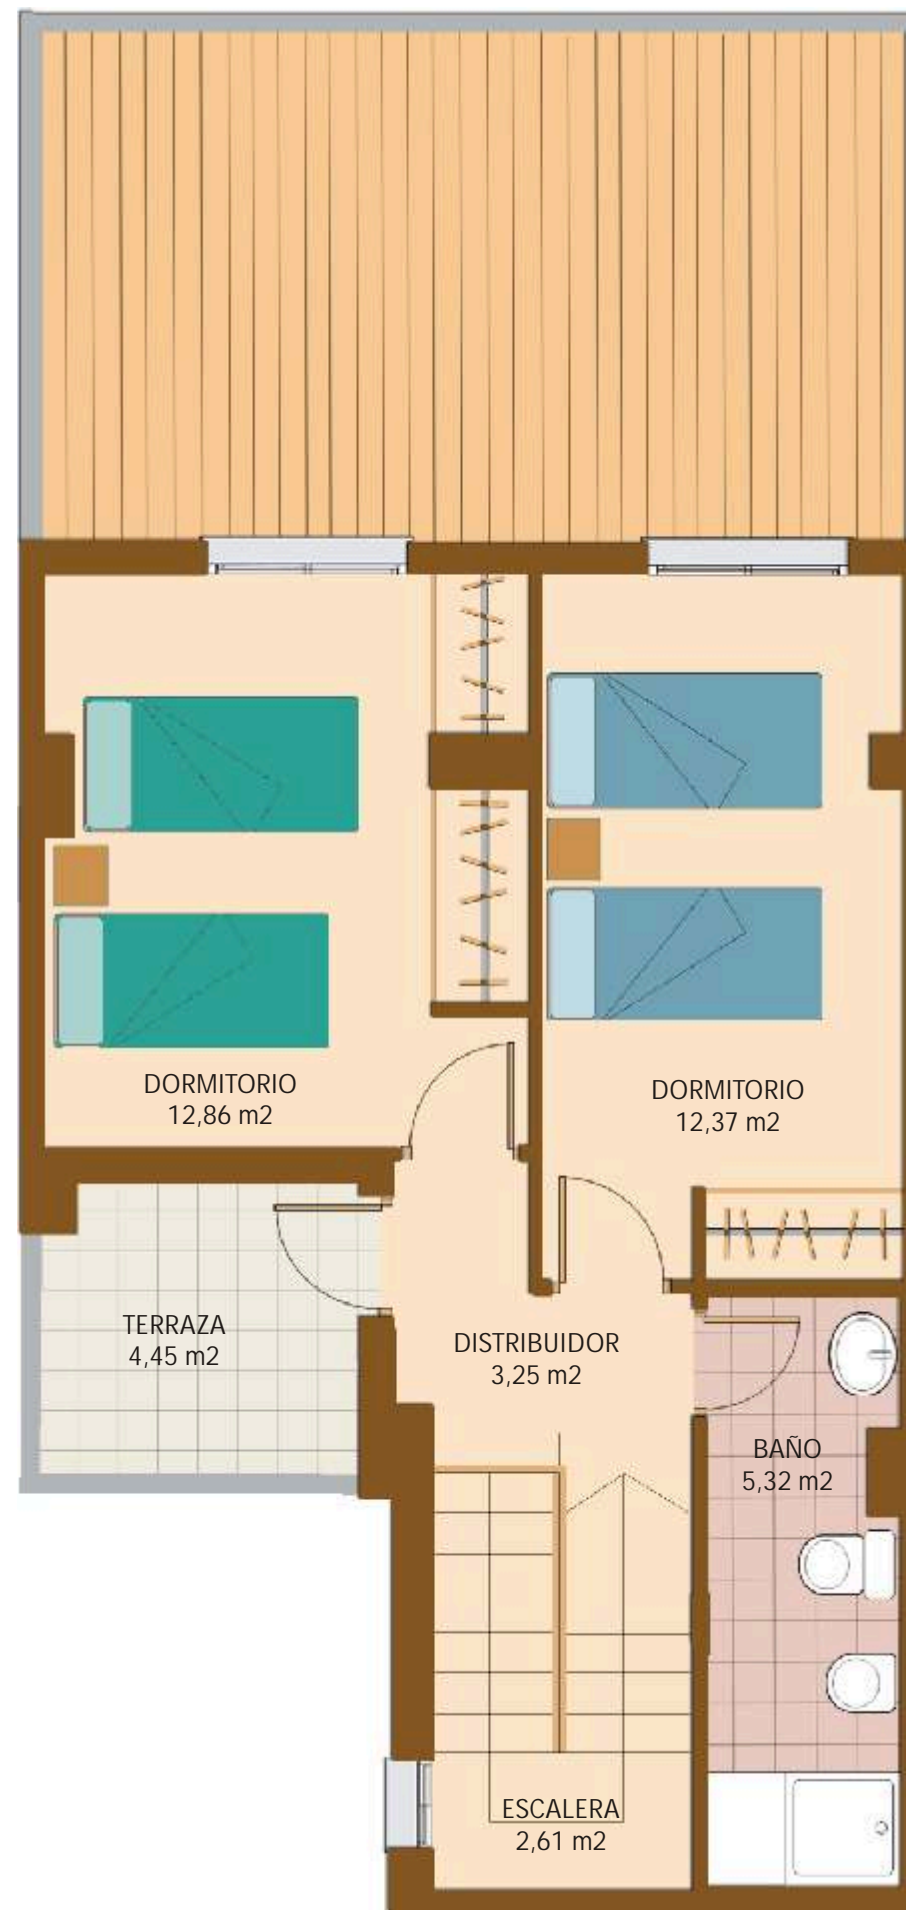 DORMITORIO
12,86 m2
DORMITORIO
12,37 m2
TERRAZA
4,45 m2
DISTRIBUIDOR
3,25 m2
BAÑO
5,32 m2
ESCALERA
2,61 m2